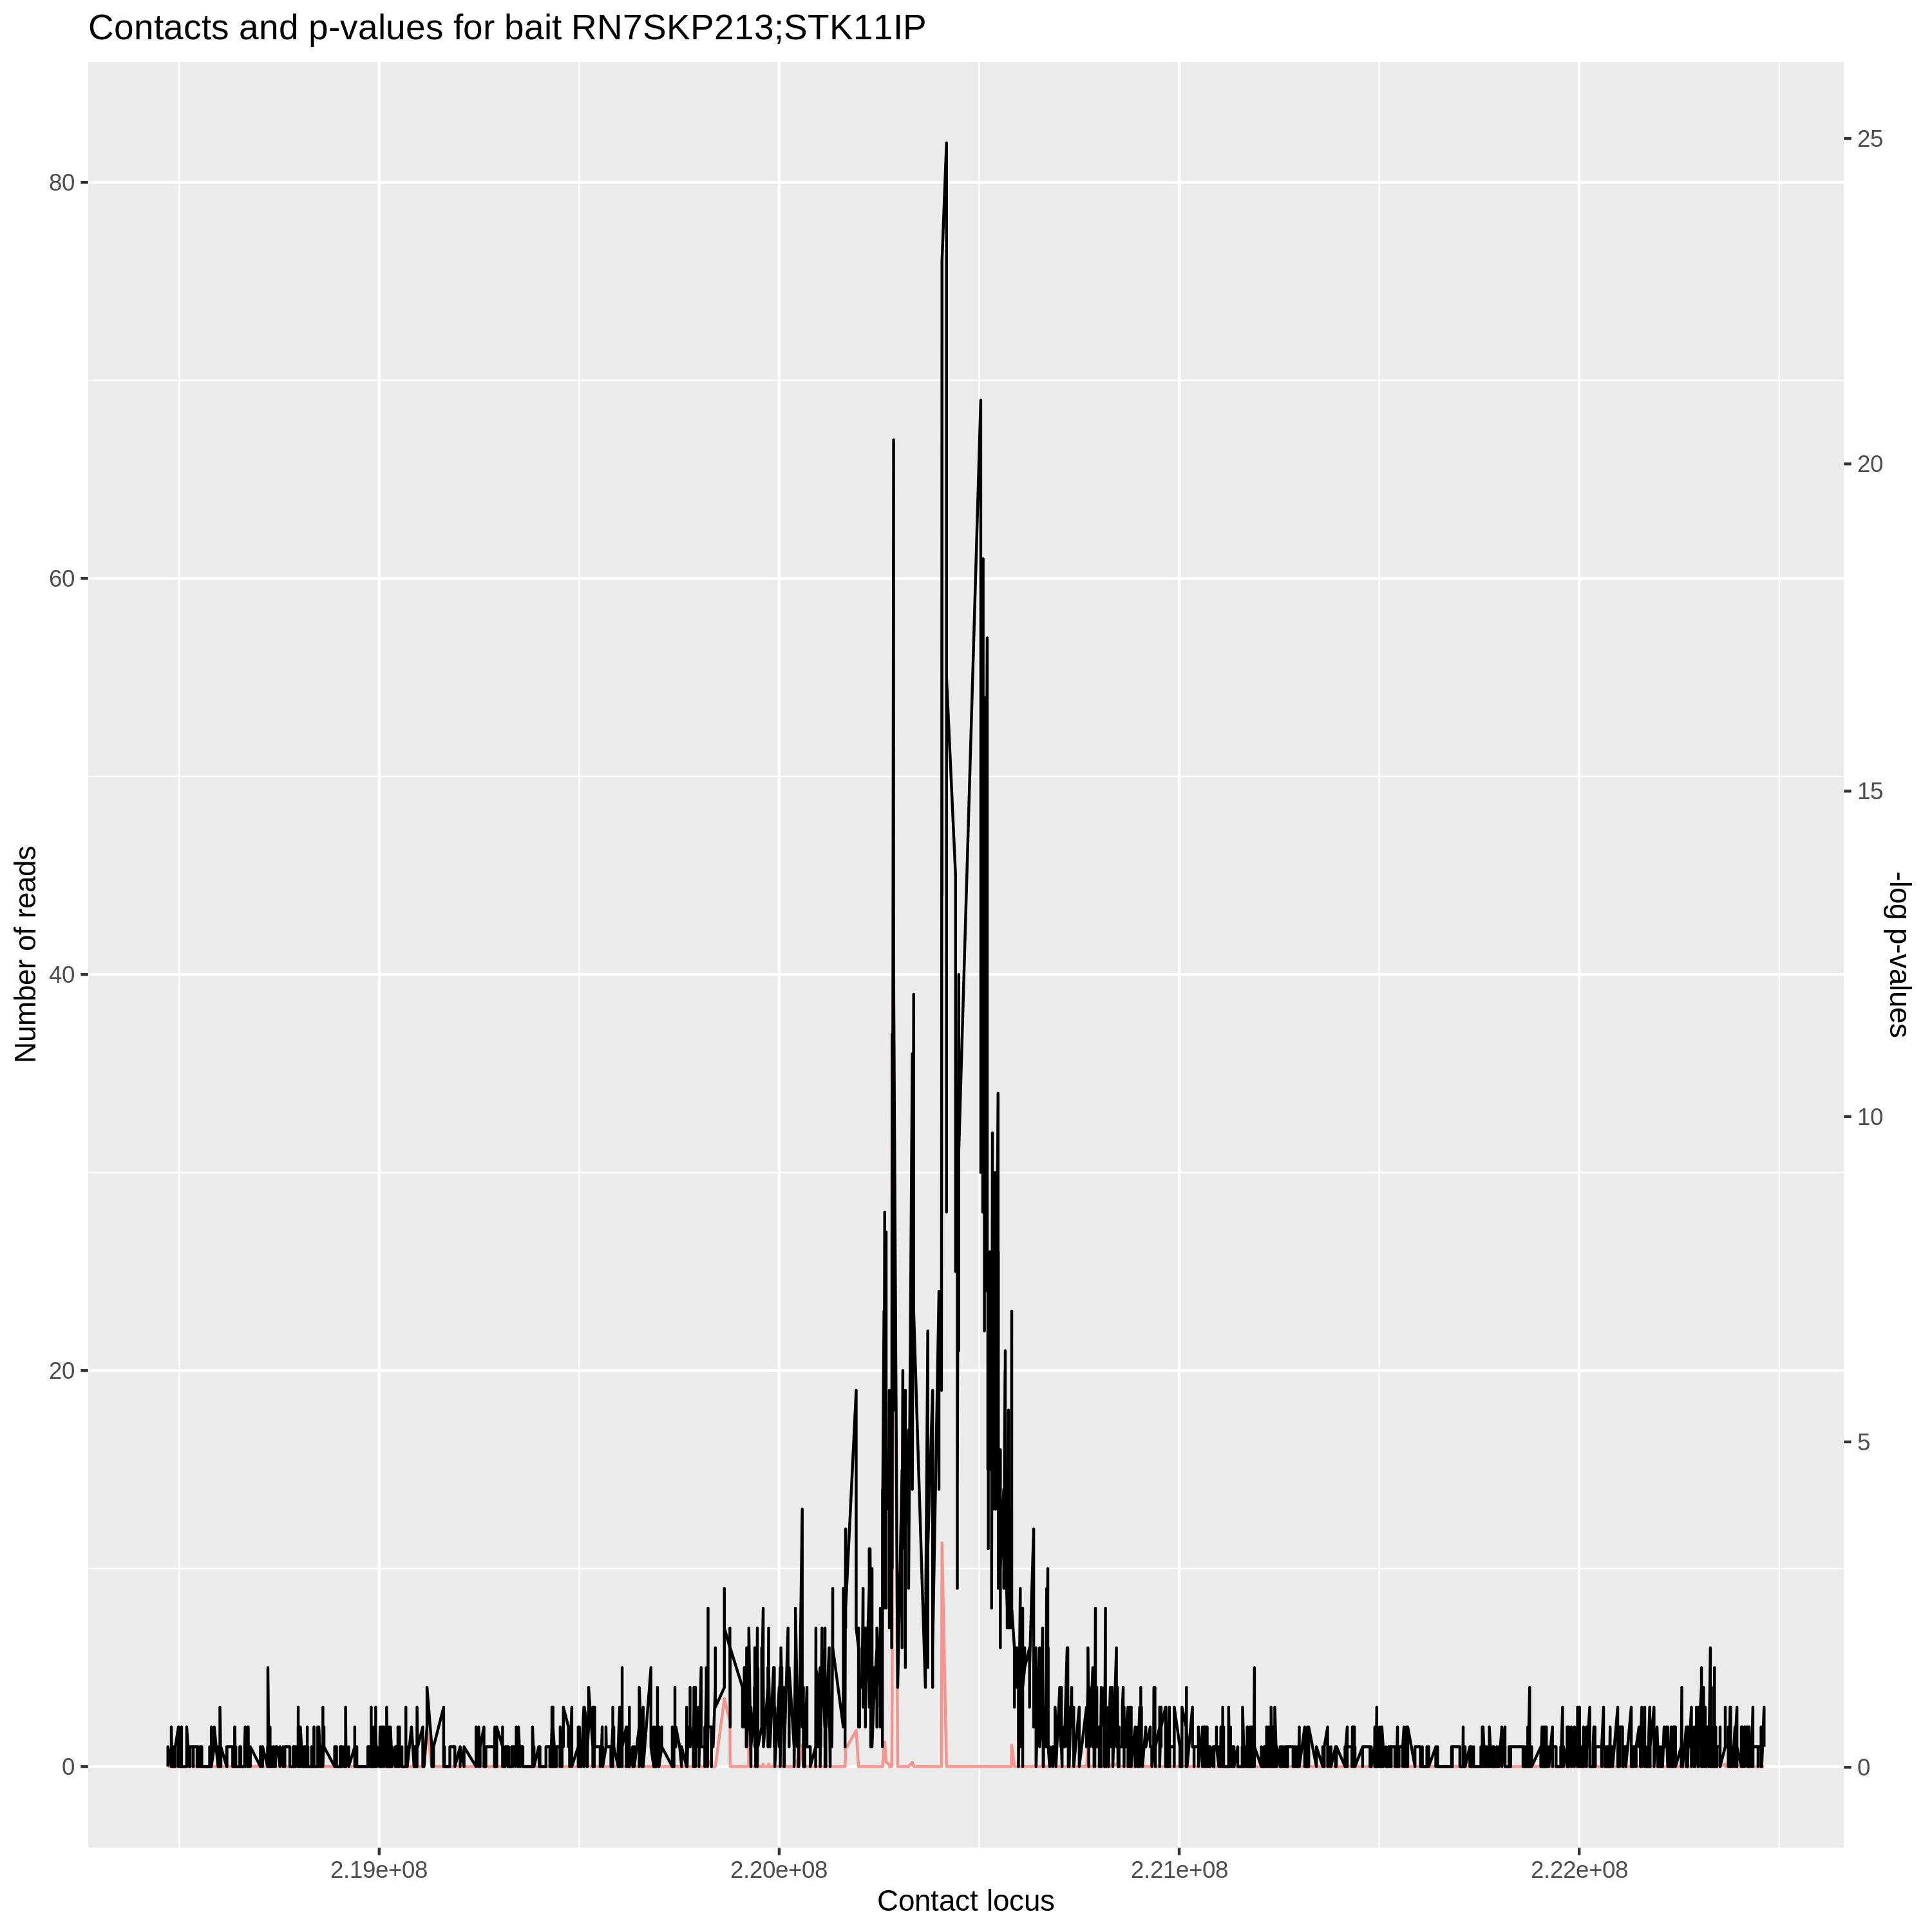 Contacts and p-values for bait RN7SKP213;STK11IP
80
60
40
20
0
Number of reads
25
20
15
10
5
0
-log p-values
2.19e+08
2.20e+08
2.21e+08
2.22e+08
Contact locus